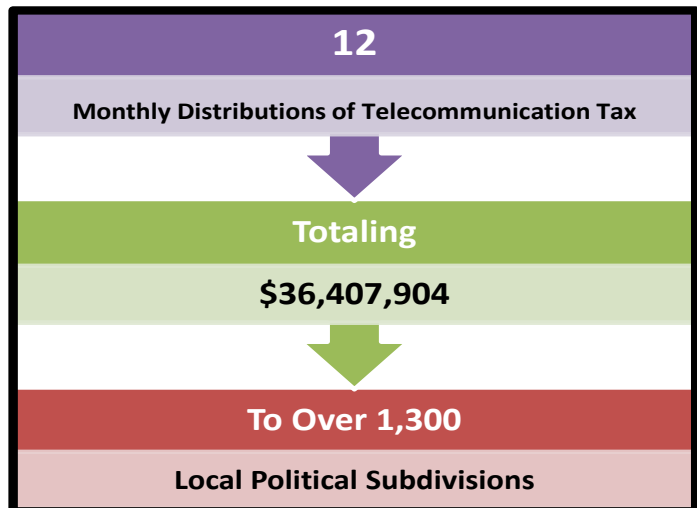 12
Monthly Distributions of Telecommunication Tax
Totaling
$36,407,904
To Over 1,300
Local Political Subdivisions